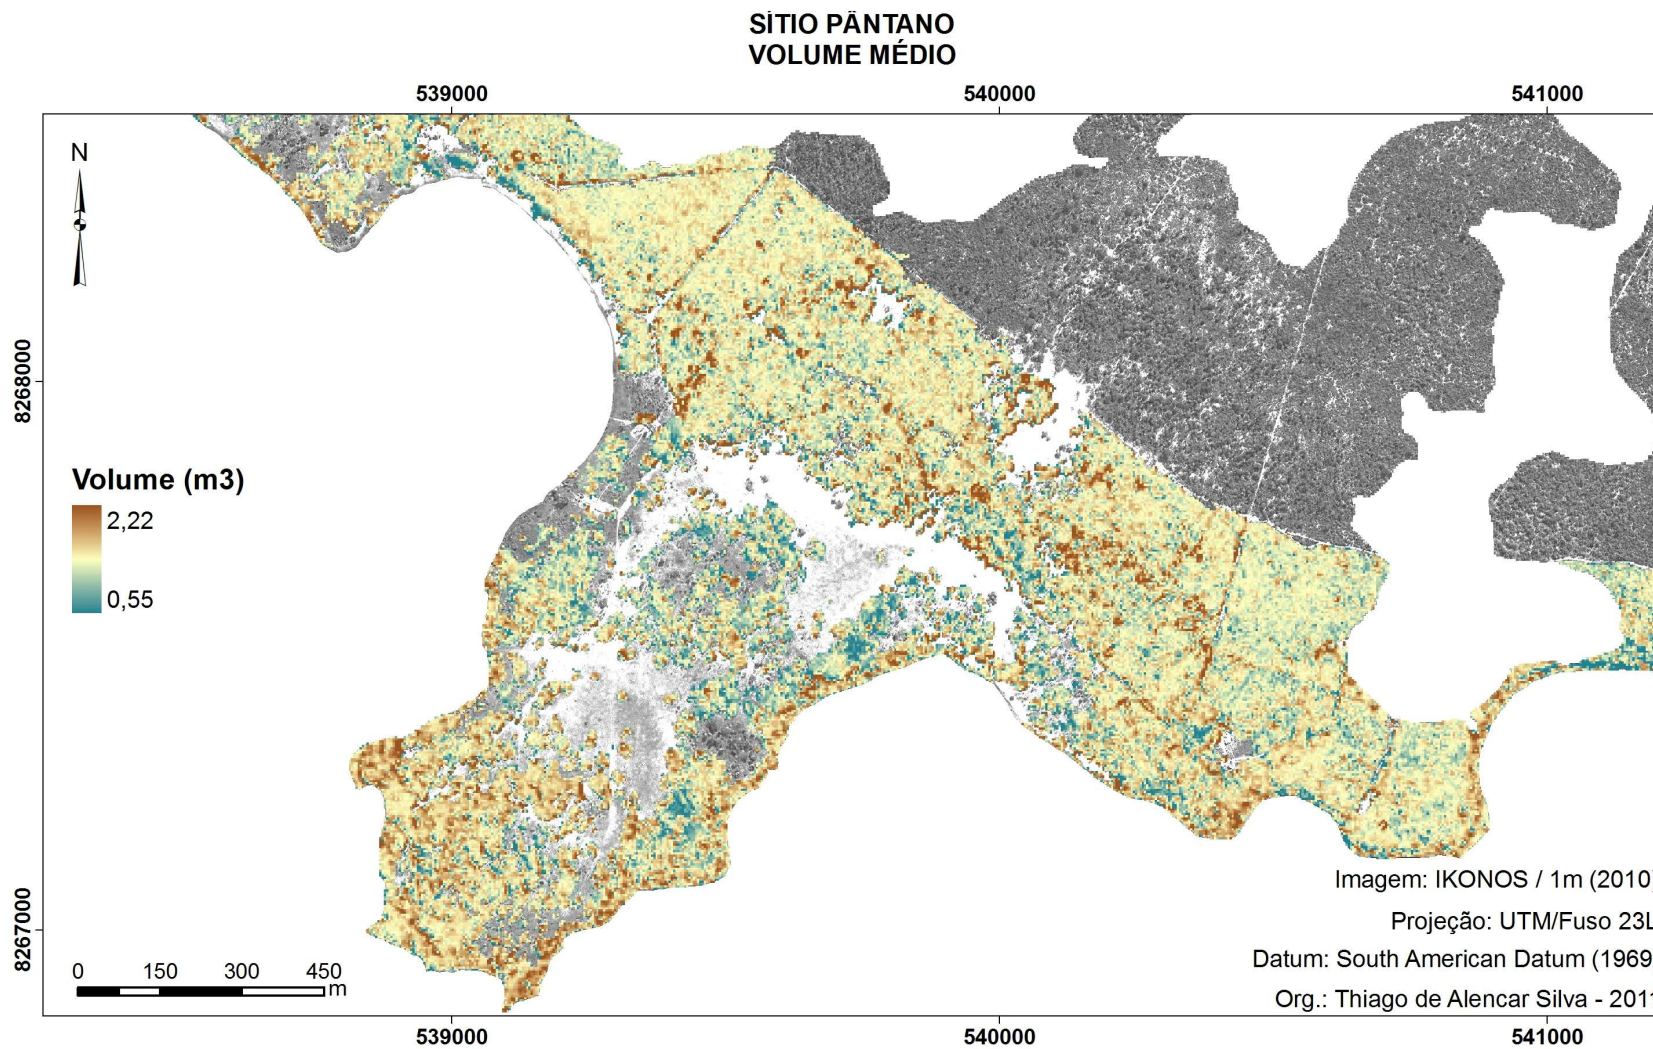 SÍTIO PÂNTANO
VOLUME MÉDIO
539000 540000 541000
N
8268000
Volume (m3)
2,22
0,55
8267000
0 150 300 450
m
Imagem: IKONOS / 1m (2010)
Projeção: UTM/Fuso 23L
Datum: South American Datum (1969
Org.: Thiago de Alencar Silva - 2011
539000 540000 541000